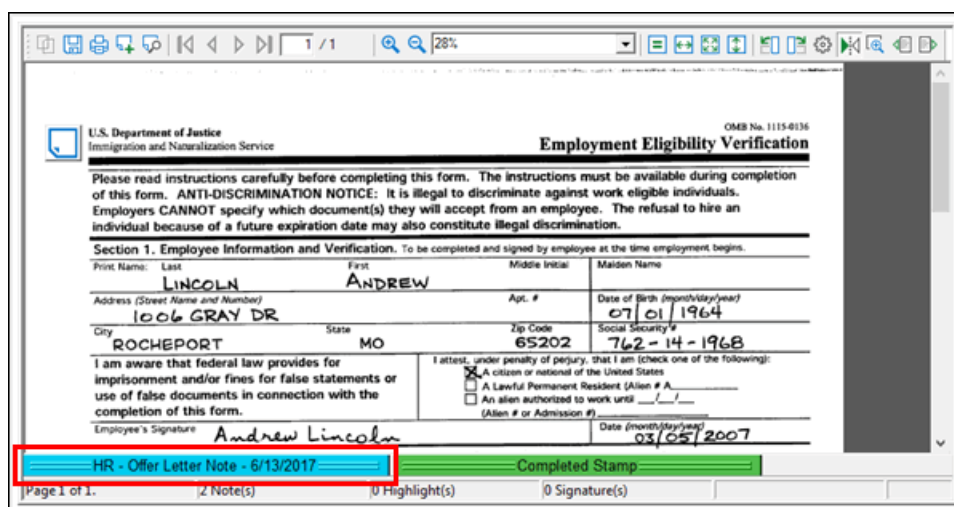 1 / 1 28%
U.S. Department of Justice
Immigration and Naturalization Service
OMB No. 1115-0136
Employment Eligibility Verification
Please read instructions carefully before completing this form. The instructions must be available during completion
of this form. ANTI-DISCRIMINATION NOTICE: It is illegal to discriminate against work eligible individuals.
Employers CANNOT specify which document(s) they will accept from an employee. The refusal to hire an
individual because of a future expiration date may also constitute illegal discrimination.
Section 1. Employee Information and Verification. To be completed and signed by employee at the time employment begins.
Print Name: Last First Middle Initial Maiden Name
LINCOLN ANDREW
Address (Street Name and Number) Apt. # Date of Birth (month/day/year)
1006 GRAY DR 07/01/1964
City State Zip Code Social Security #
ROCHEPORT MO 65202 762-14-1968
I am aware that federal law provides for
imprisonment and/or fines for false statements or
use of false documents in connection with the
completion of this form.
I attest, under penalty of perjury, that I am (check one of the following):
A citizen or national of the United States
A Lawful Permanent Resident (Alien # A
An alien authorized to work until __/__/__
(Alien # or Admission #)
Employee's Signature Andrew Lincoln Date (month/day/year)
03/05/2007
HR - Offer Letter Note - 6/13/2017 Completed Stamp
Page 1 of 1. 2 Note(s) 0 Highlight(s) 0 Signature(s)